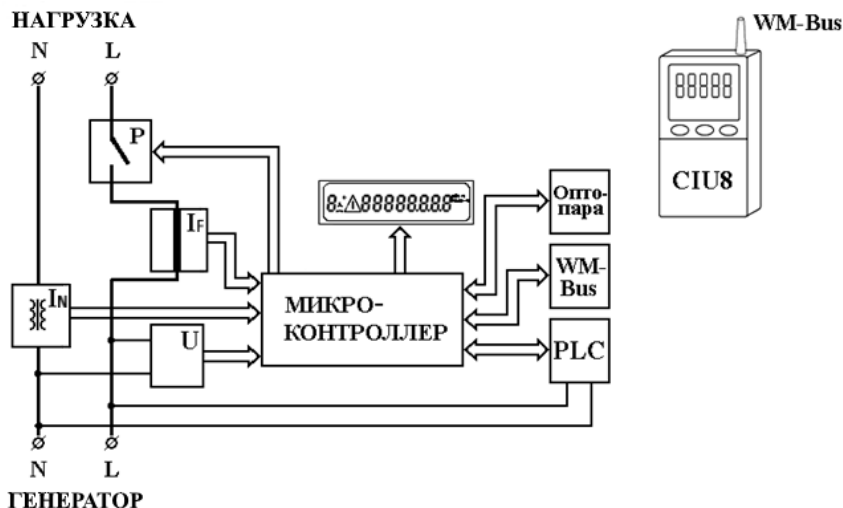 НАГРУЗКА
N L
WM-Bus
P
CIU8
Опто-
пара
IF
WM-
Bus
IN
МИКРО-
КОНТРОЛЛЕР
U
PLC
N L
ГЕНЕРАТОР